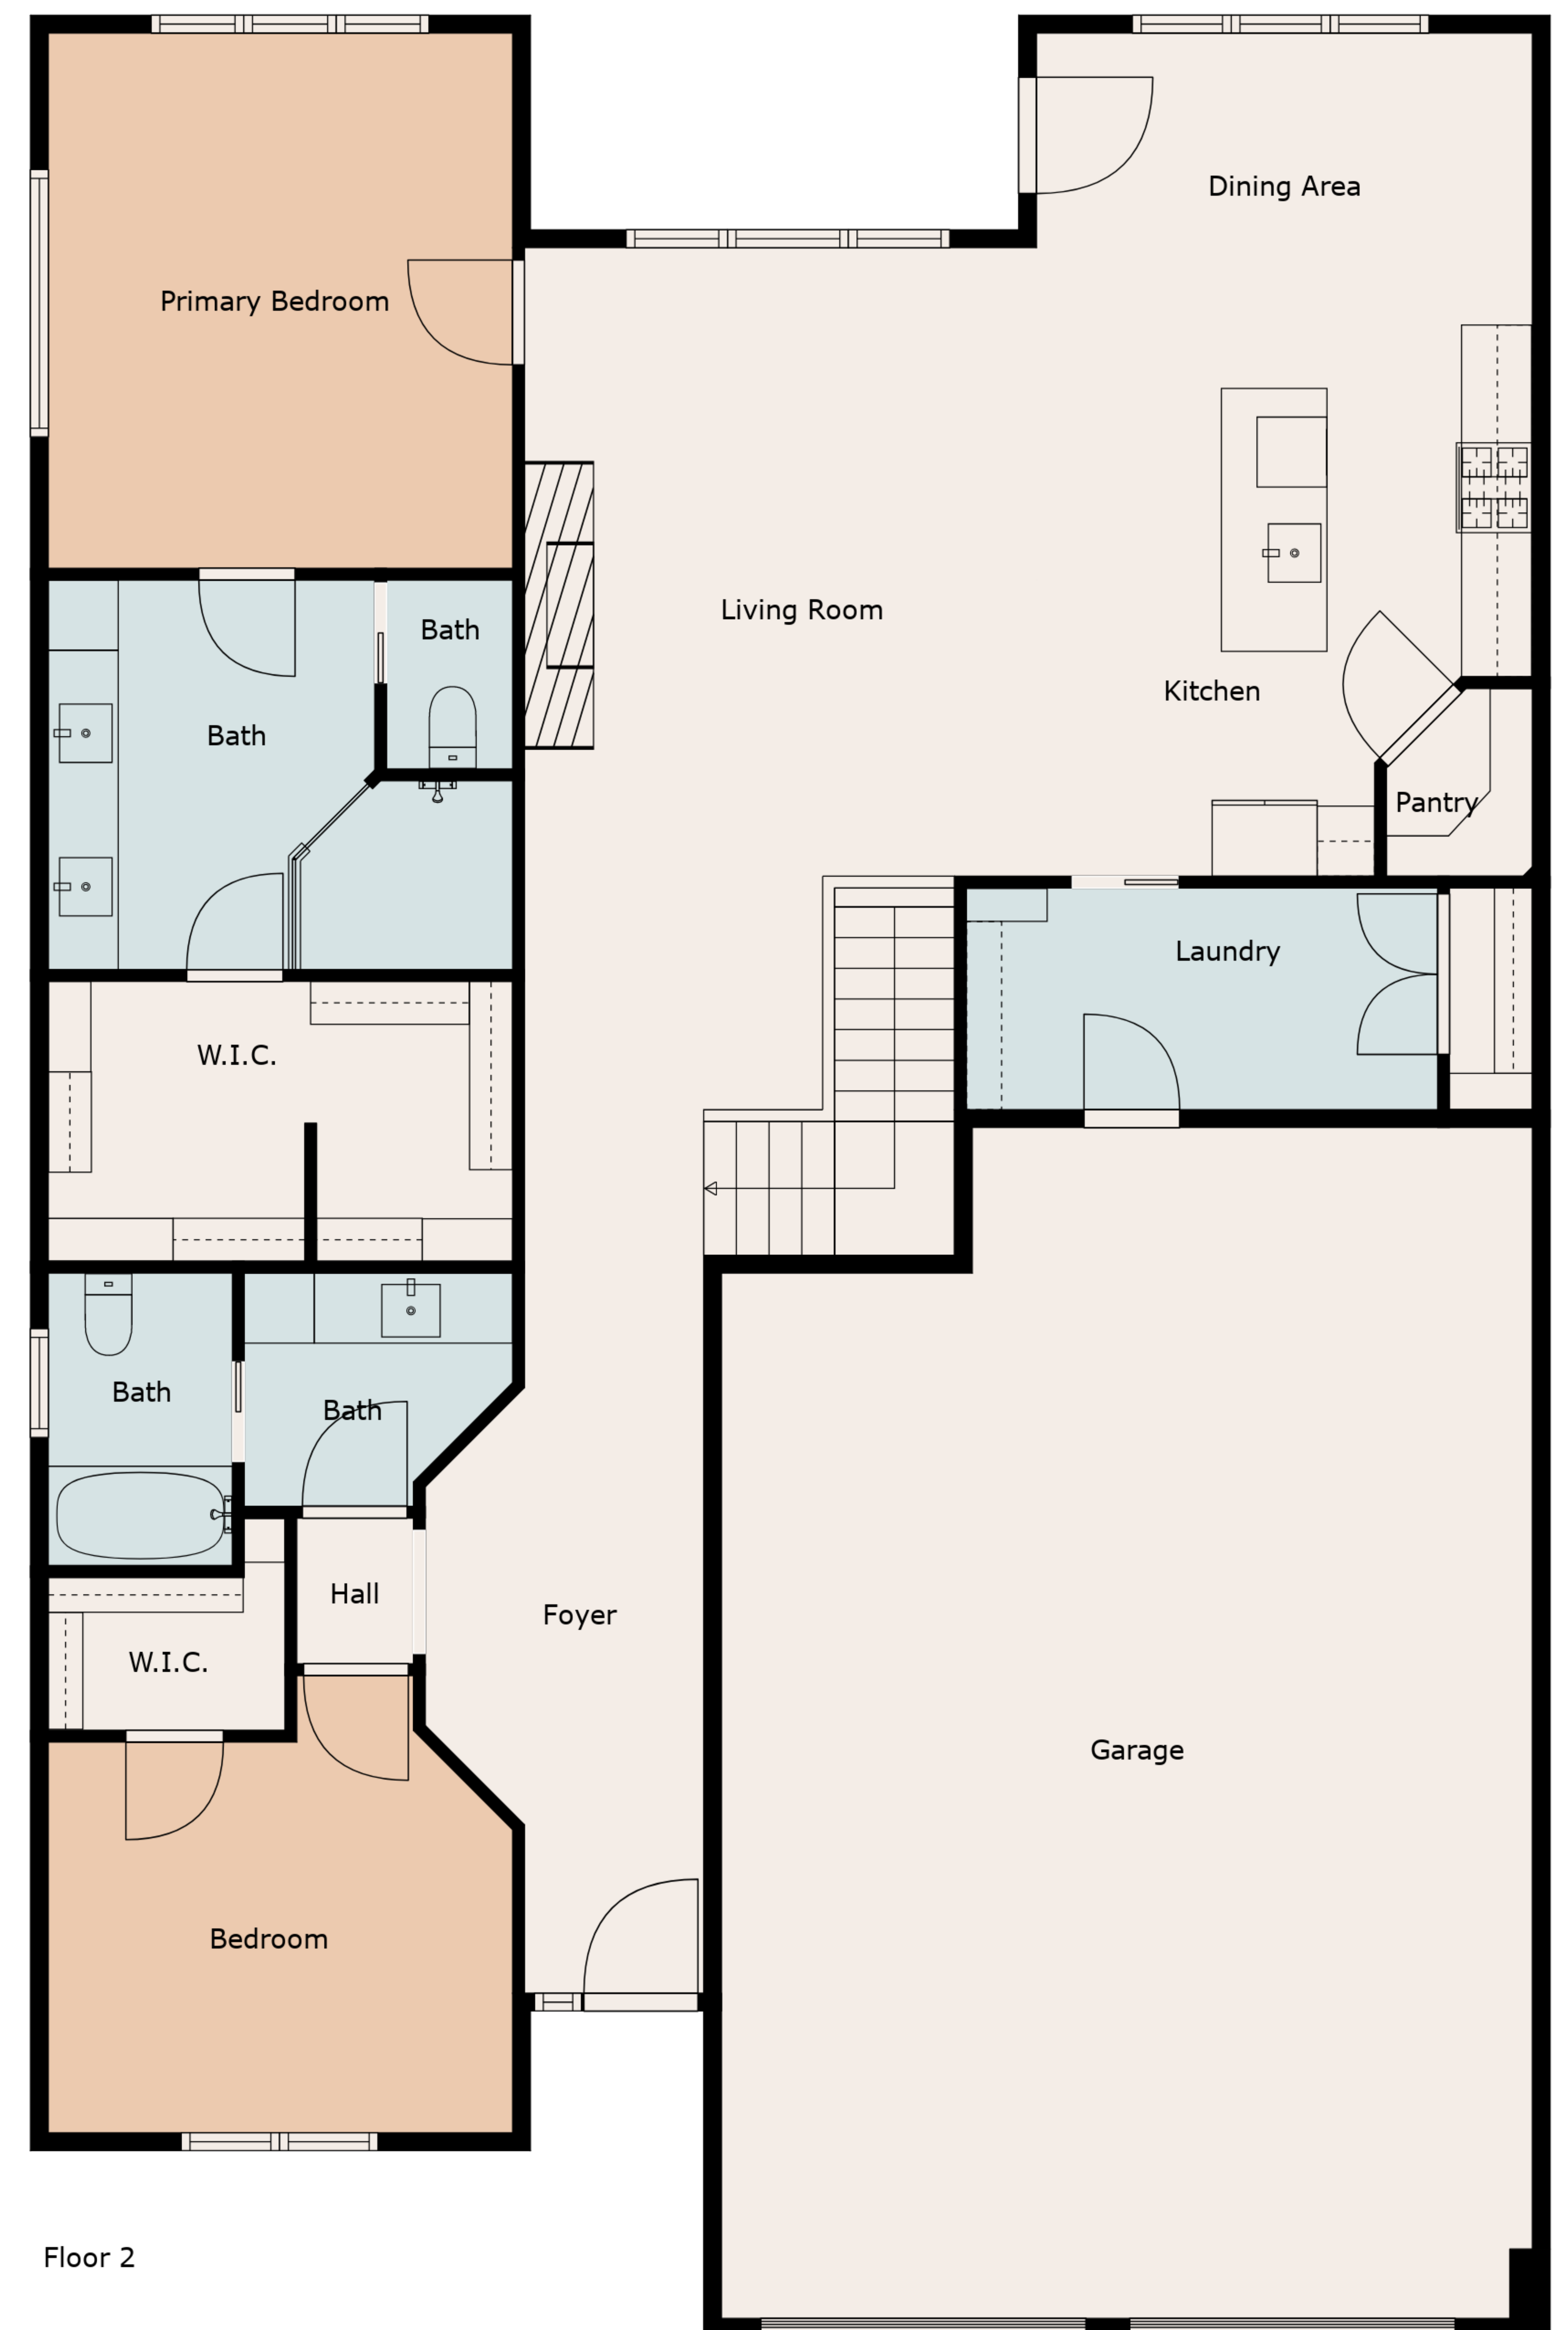 Dining Area
Primary Bedroom
Living Room
Bath
Kitchen
Bath
Pantry
Laundry
W.I.C.
Bath
Bath
Hall
Foyer
W.I.C.
Garage
Bedroom
Floor 2